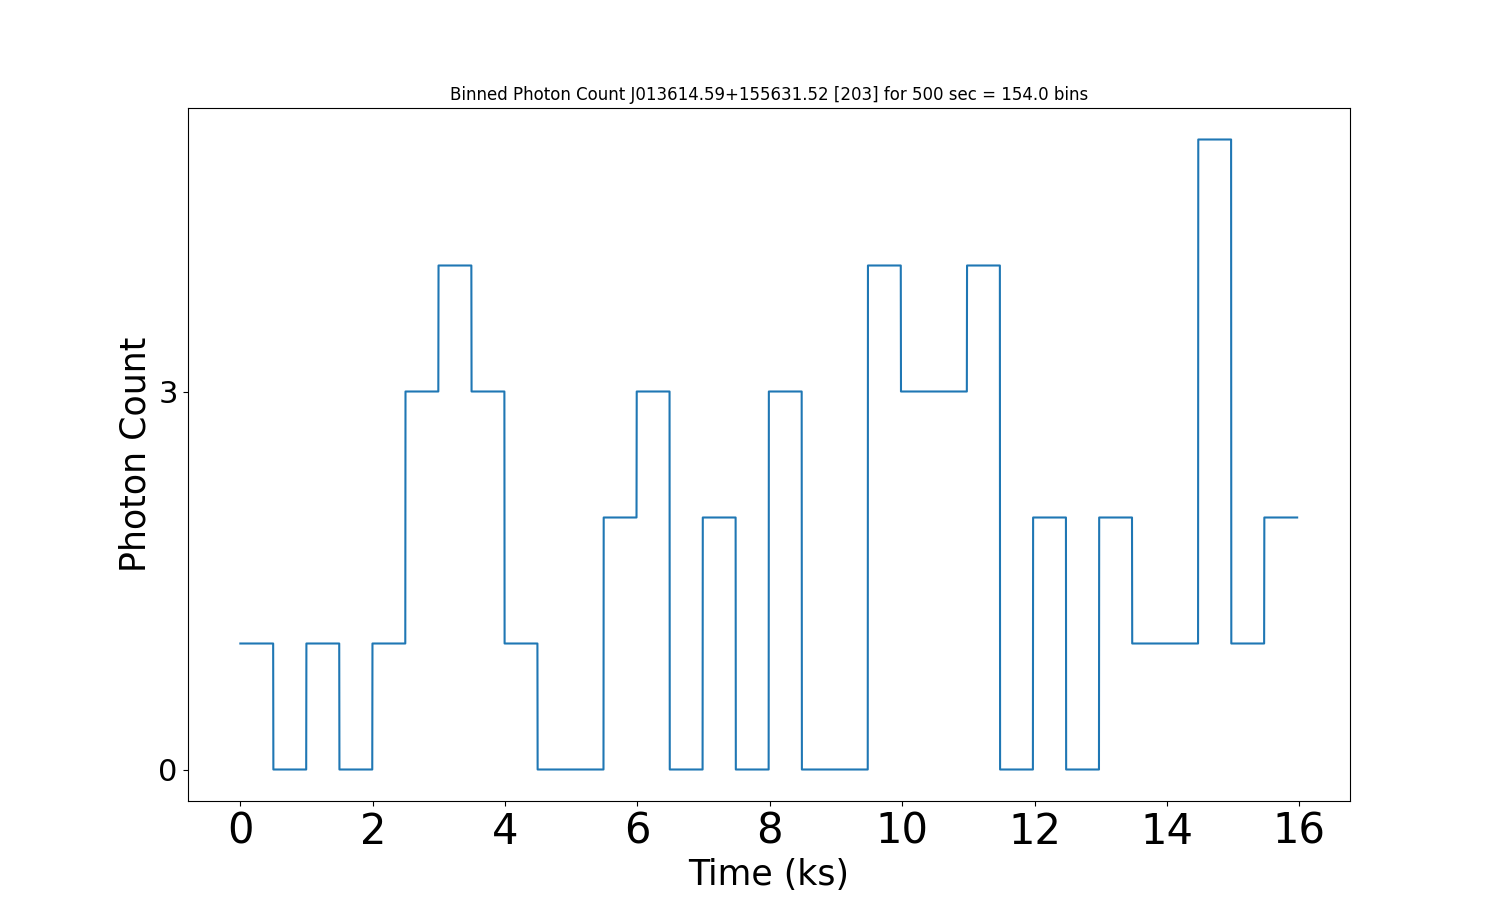 Binned Photon Count J013614.59+155631.52 [203] for 500 sec = 154.0 bins
Photon Count
3
0
0 2 4 6 8 10 12 14 16
Time (ks)